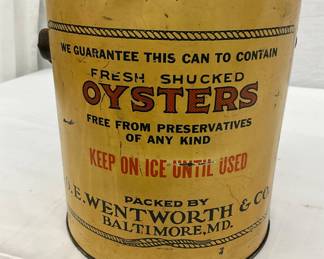 WE GUARANTEE THIS CAN TO CONTAIN
FRESH SHUCKED
OYSTERS
FREE FROM PRESERVATIVES
OF ANY KIND
KEEP ON ICE UNTIL USED
PACKED BY
O.E. WENTWORTH & CO.
BALTIMORE, MD.